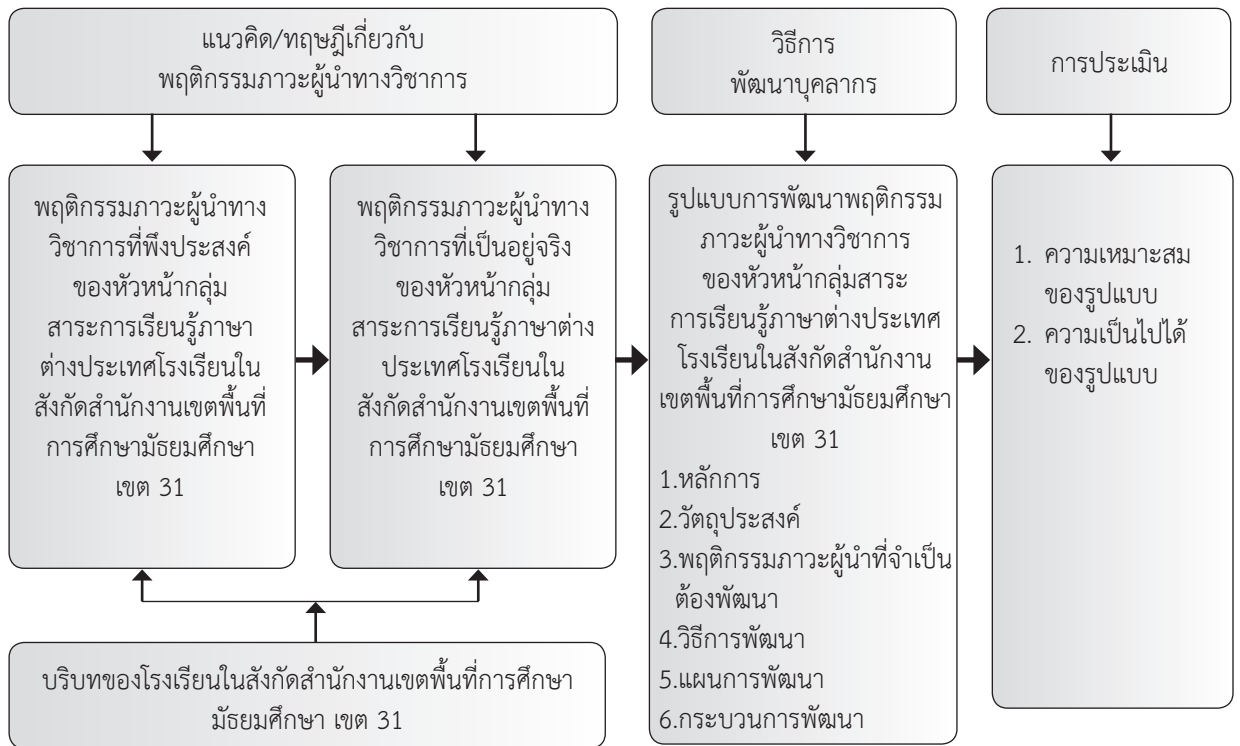 แนวคิด/ทฤษฎีเกี่ยวกับ
พฤติกรรมภาวะผู้นำทางวิชาการ
วิธีการ
พัฒนาบุคลากร
การประเมิน
พฤติกรรมภาวะผู้นำทาง
วิชาการที่พึงประสงค์
ของหัวหน้ากลุ่ม
สาระการเรียนรู้ภาษา
ต่างประเทศโรงเรียนใน
สังกัดสำนักงานเขตพื้นที่
การศึกษามัธยมศึกษา
เขต 31
พฤติกรรมภาวะผู้นำทาง
วิชาการที่เป็นอยู่จริง
ของหัวหน้ากลุ่ม
สาระการเรียนรู้ภาษาต่าง
ประเทศโรงเรียนใน
สังกัดสำนักงานเขตพื้นที่
การศึกษามัธยมศึกษา
เขต 31
รูปแบบการพัฒนาพฤติกรรม
ภาวะผู้นำทางวิชาการ
ของหัวหน้ากลุ่มสาระ
การเรียนรู้ภาษาต่างประเทศ
โรงเรียนในสังกัดสำนักงาน
เขตพื้นที่การศึกษามัธยมศึกษา
เขต 31
1.หลักการ
2.วัตถุประสงค์
3.พฤติกรรมภาวะผู้นำที่จำเป็น
ต้องพัฒนา
4.วิธีการพัฒนา
5.แผนการพัฒนา
6.กระบวนการพัฒนา
1. ความเหมาะสม
ของรูปแบบ
2. ความเป็นไปได้
ของรูปแบบ
บริบทของโรงเรียนในสังกัดสำนักงานเขตพื้นที่การศึกษา
มัธยมศึกษา เขต 31